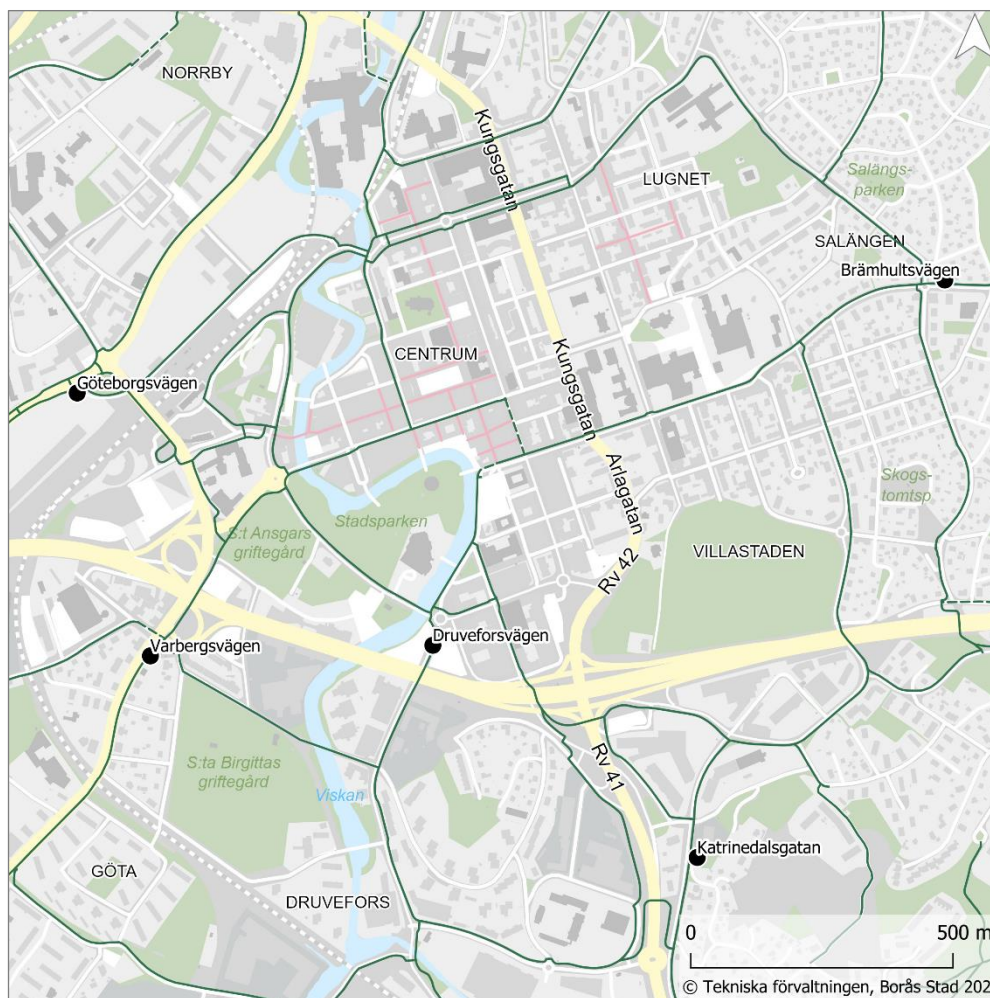 NORRBY
Kungsgatan
LUGNET
Salängs-
parken
SALÄNGEN
Brämhultsvägen
CENTRUM
Göteborgsvägen
Kungsgatan
Arlagatan
Skogs-
tomtsp
Stadsparken
S:t Ansgars
griftegård
VILLASTADEN
Rv 42
Druveforsvägen
Varbergsvägen
S:ta Birgittas
griftegård
Viskan
Rv 41
Katrinedalsgatan
GÖTA
DRUVEFORS
0 500 m
© Tekniska förvaltningen, Borås Stad 202